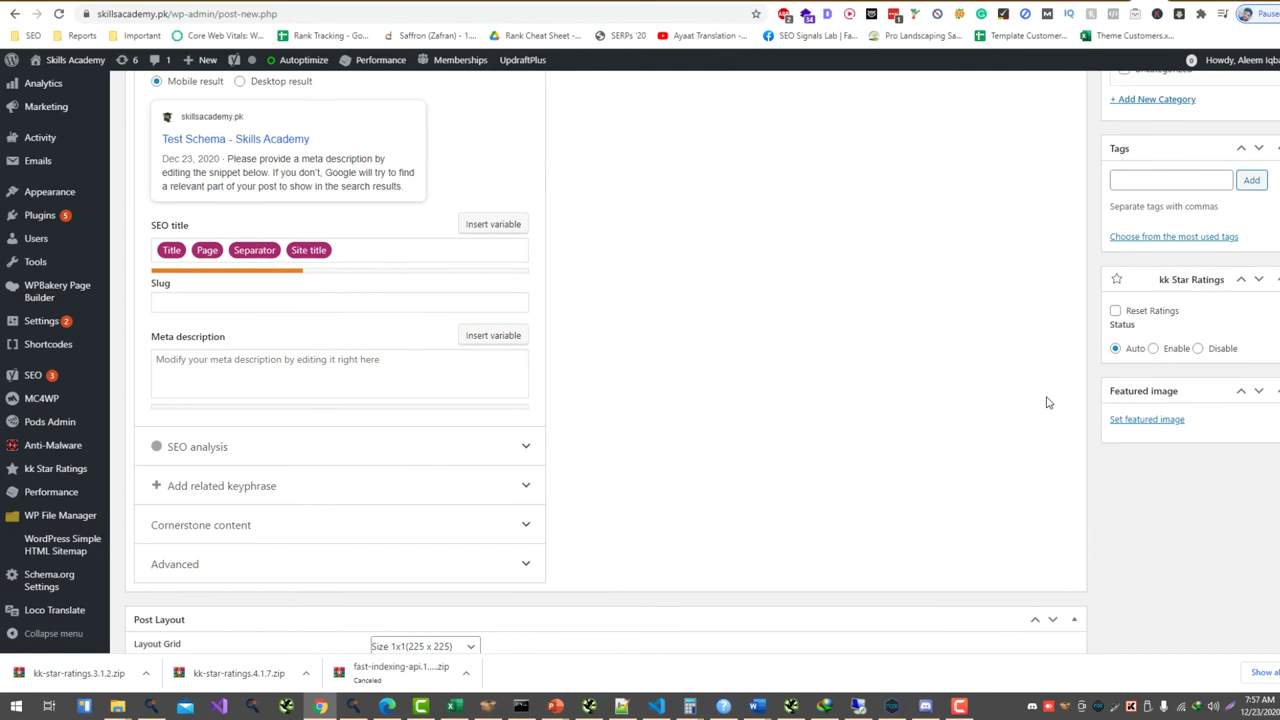 skillsacademy.pk/wp-admin/post-new.php
Paused
SEO
Reports
Important
Core Web Vitals: W...
Rank Tracking - Go...
Saffron (Zafran) - 1...
Rank Cheat Sheet -...
SERPs '20
Ayaat Translation -...
SEO Signals Lab | Fa...
Pro Landscaping Sa...
Template Customer...
Theme Customers.x...
Skills Academy
6
1
New
Autoptimize
Performance
Memberships
UpdraftPlus
Howdy, Aleem Iqba
Analytics
Marketing
Activity
Emails
Appearance
Plugins 5
Users
Tools
WPBakery Page
Builder
Settings 2
Shortcodes
SEO 3
MC4WP
Pods Admin
Anti-Malware
kk Star Ratings
Performance
WP File Manager
WordPress Simple
HTML Sitemap
Schema.org
Settings
Loco Translate
Collapse menu
Mobile result
Desktop result
skillsacademy.pk
Test Schema - Skills Academy
Dec 23, 2020 · Please provide a meta description by
editing the snippet below. If you don't, Google will try to find
a relevant part of your post to show in the search results.
SEO title
Insert variable
Title Page Separator Site title
Slug
Meta description
Insert variable
Modify your meta description by editing it right here
SEO analysis
Add related keyphrase
Cornerstone content
Advanced
Post Layout
Layout Grid
Size 1x1(225 x 225)
+ Add New Category
Tags
Add
Separate tags with commas
Choose from the most used tags
kk Star Ratings
Reset Ratings
Status
Auto
Enable
Disable
Featured image
Set featured image
kk-star-ratings.3.1.2.zip
kk-star-ratings.4.1.7.zip
fast-indexing-api.1....zip
Canceled
Show al
7:57 AM
12/23/2020